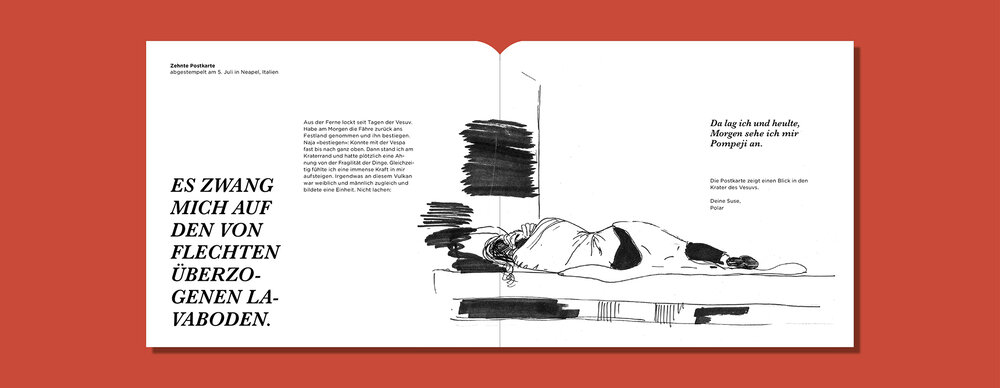 Zehnte Postkarte
abgestempelt am 5. Juli in Neapel, Italien
Aus der Ferne lockt seit Tagen der Vesuv.
Habe am Morgen die Fähre zurück ans
Festland genommen und ihn bestiegen.
Naja «bestiegen»: Konnte mit der Vespa
fast bis nach ganz oben. Dann stand ich am
Kraterrand und hatte plötzlich eine Ah-
nung von der Fragilität der Dinge. Gleichzei-
tig fühlte ich eine immense Kraft in mir
aufsteigen. Irgendwas an diesem Vulkan
war weiblich und männlich zugleich und
bildete eine Einheit. Nicht lachen:
ES ZWANG
MICH AUF
DEN VON
FLECHTEN
ÜBERZO-
GENEN LA-
VABODEN.
Da lag ich und heulte,
Morgen sehe ich mir
Pompeji an.
Die Postkarte zeigt einen Blick in den
Krater des Vesuvs.
Deine Suse,
Polar